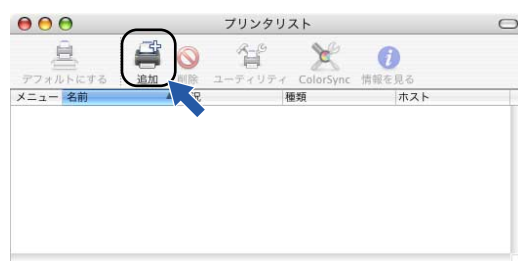 プリンタリスト
デフォルトにする 追加 削除 ユーティリティ ColorSync 情報を見る
メニュー 名前 況 種類 ホスト